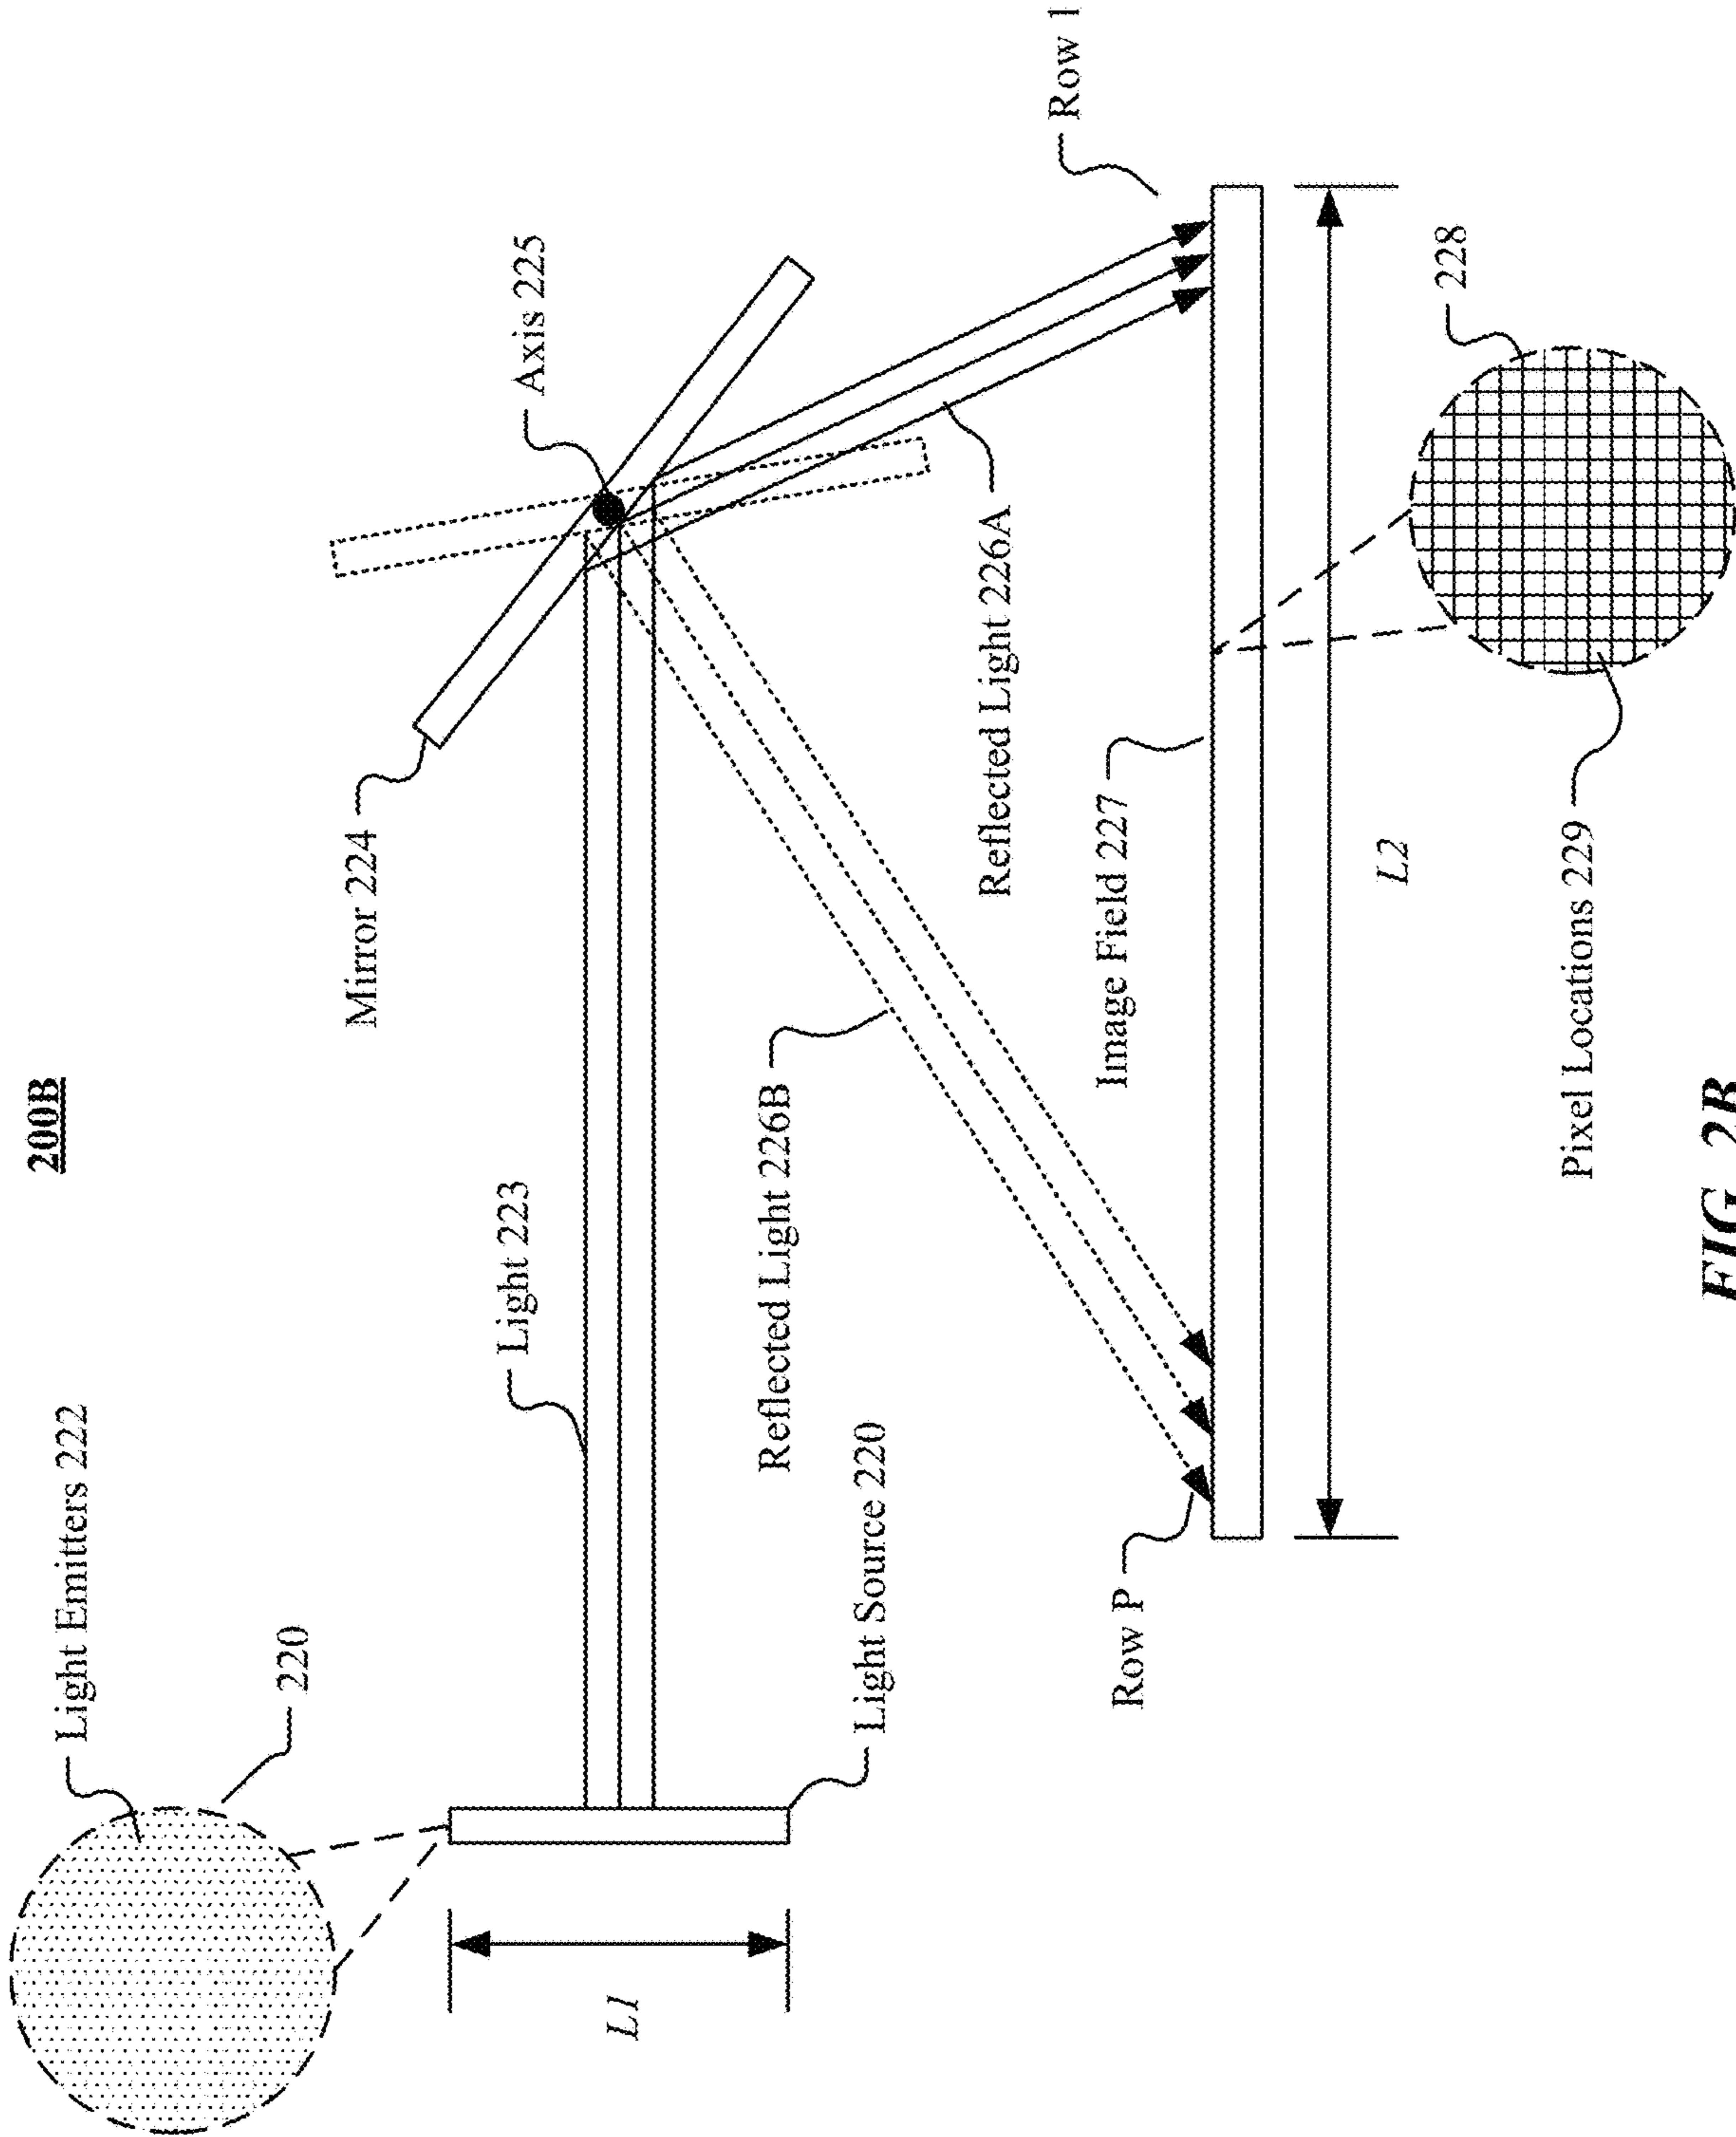 200B
Light Emitters 222
220
Light 223
Mirror 224
Axis 225
L1
Light Source 220
Reflected Light 226B
Reflected Light 226A
Row P
Image Field 227
Row 1
L2
Pixel Locations 229
228
FIG. 2B